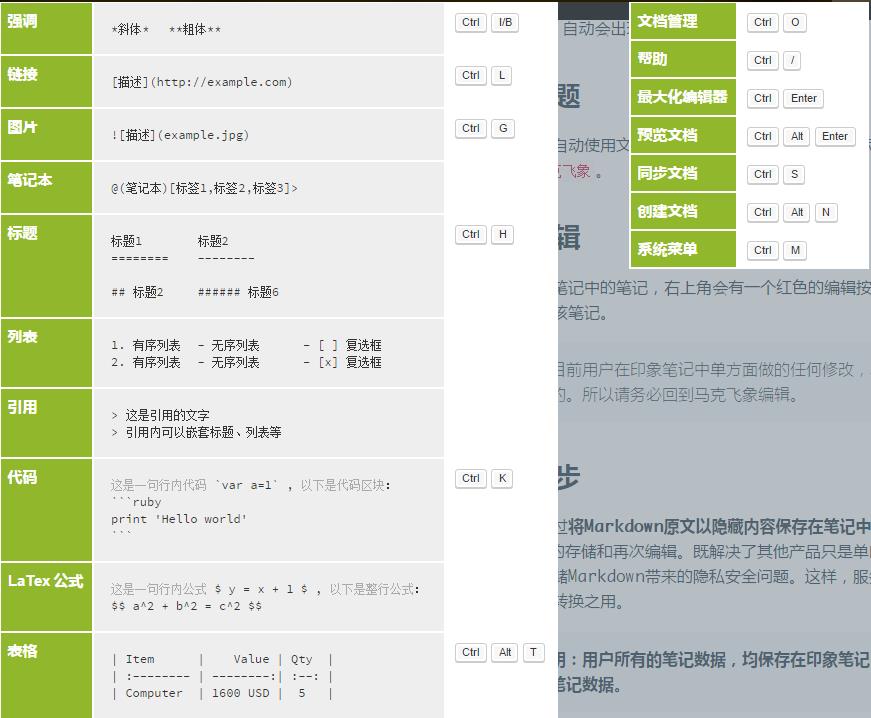 强调
*斜体*   **粗体**
Ctrl I/B
链接
[描述](http://example.com)
Ctrl L
图片
![描述](example.jpg)
Ctrl G
笔记本
@(笔记本)[标签1,标签2,标签3]>
标题
标题1        标题2
========    --------
## 标题2     ###### 标题6
Ctrl H
列表
1. 有序列表  - 无序列表      - [ ] 复选框
2. 有序列表  - 无序列表      - [x] 复选框
引用
> 这是引用的文字
> 引用内可以嵌套标题、列表等
代码
这是一句行内代码 `var a=1` , 以下是代码区块:
```ruby
print 'Hello world'
```
Ctrl K
LaTex 公式
这是一句行内公式 $ y = x + 1 $ , 以下是整行公式:
$$ a^2 + b^2 = c^2 $$
表格
| Item      |    Value | Qty  |
| :-------- | --------:| :--: |
| Computer  | 1600 USD |  5   |
Ctrl Alt T
文档管理 Ctrl O
帮助 Ctrl /
最大化编辑器 Ctrl Enter
预览文档 Ctrl Alt Enter
同步文档 Ctrl S
创建文档 Ctrl Alt N
系统菜单 Ctrl M
自动会出
题
自动使用文
飞象 。
辑
笔记中的笔记，右上角会有一个红色的编辑按
该笔记。
目前用户在印象笔记中单方面做的任何修改，
的。所以请务必回到马克飞象编辑。
步
过将Markdown原文以隐藏内容保存在笔记中
的存储和再次编辑。既解决了其他产品只是单
储Markdown带来的隐私安全问题。这样，服
转换之用。
明：用户所有的笔记数据，均保存在印象笔记
笔记数据。